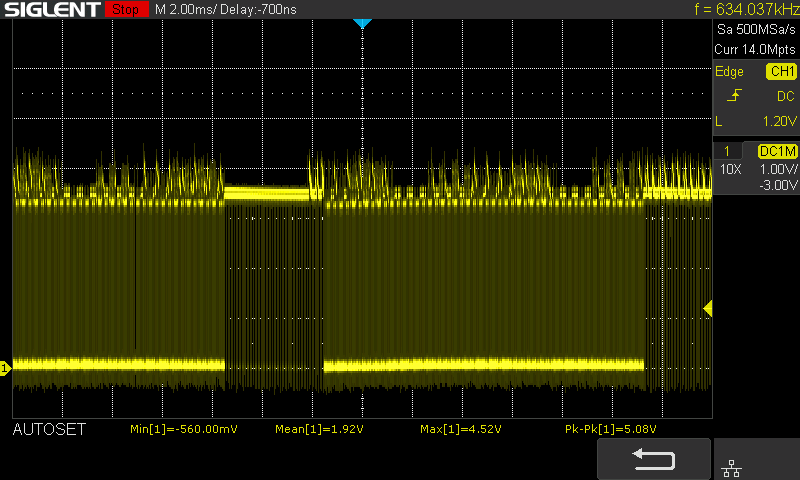 SIGLENT Stop M 2.00ms/ Delay:-700ns f = 634.037kHz
Sa 500MSa/s
Curr 14.0Mpts
Edge CH1
DC
L 1.20V
1 DC1M
10X 1.00V/
-3.00V
1
AUTOSET Min[1]=-560.00mV Mean[1]=1.92V Max[1]=4.52V Pk-Pk[1]=5.08V